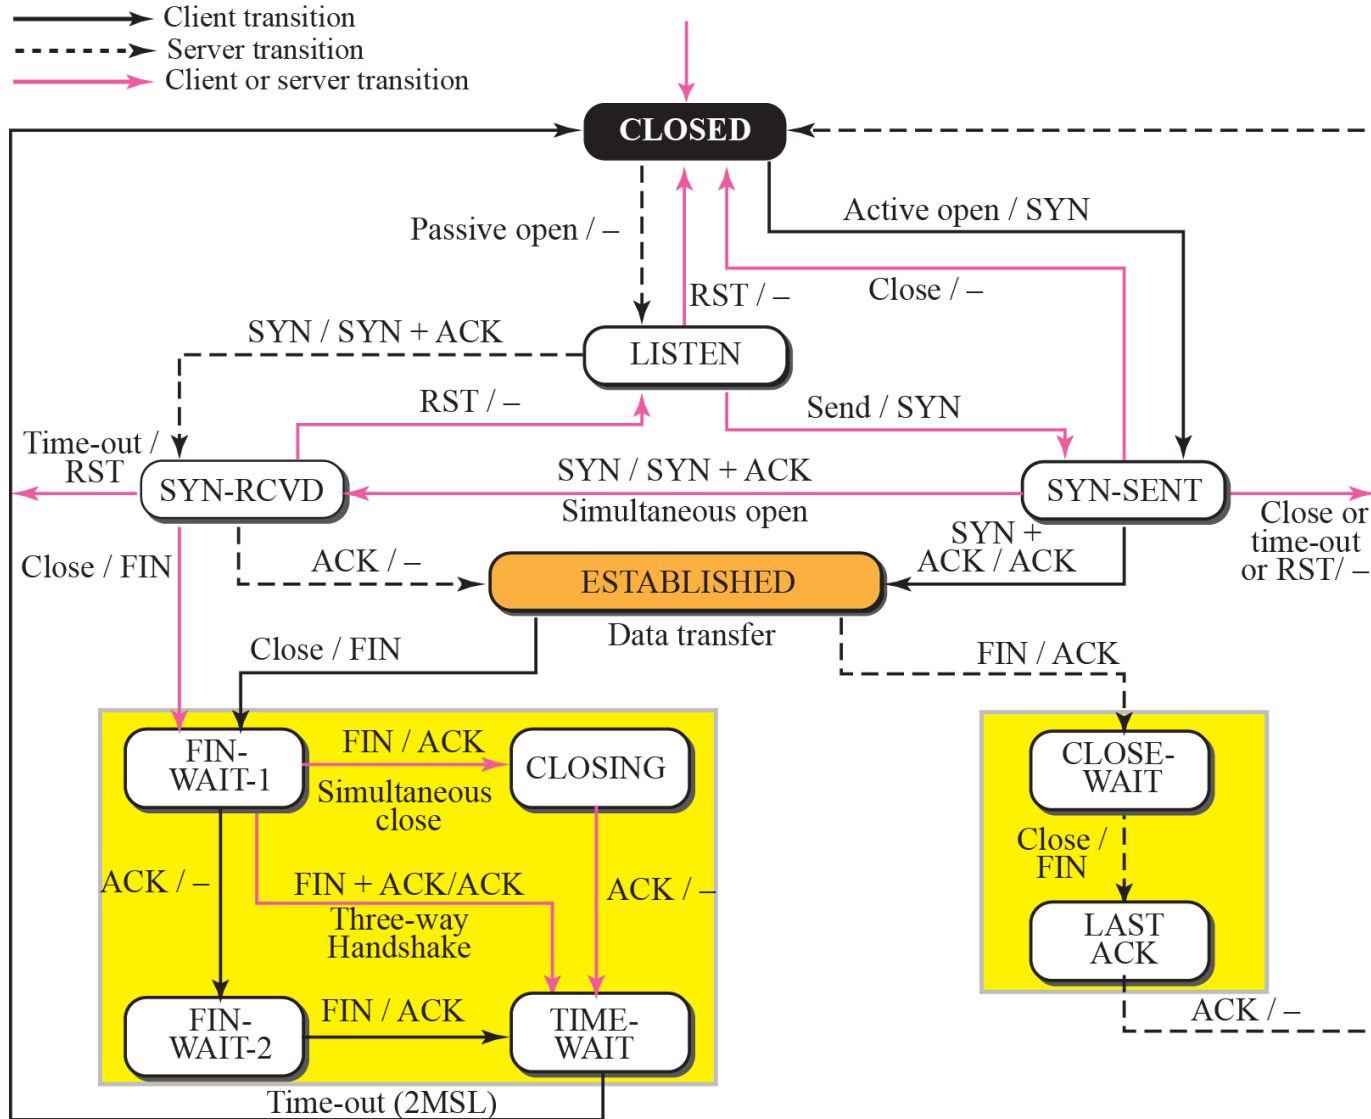 Client transition
Server transition
Client or server transition
CLOSED
Active open / SYN
Passive open / –
RST / –
Close / –
SYN / SYN + ACK
LISTEN
RST / –
Send / SYN
Time-out /
RST
SYN-RCVD
SYN / SYN + ACK
Simultaneous open
SYN-SENT
Close or
time-out
or RST/ –
Close / FIN
ACK / –
SYN +
ACK / ACK
ESTABLISHED
Data transfer
Close / FIN
FIN / ACK
FIN-
WAIT-1
FIN / ACK
Simultaneous
close
CLOSING
CLOSE-
WAIT
Close /
FIN
ACK / –
FIN + ACK/ACK
Three-way
Handshake
ACK / –
LAST
ACK
FIN-
WAIT-2
FIN / ACK
TIME-
WAIT
ACK / –
Time-out (2MSL)